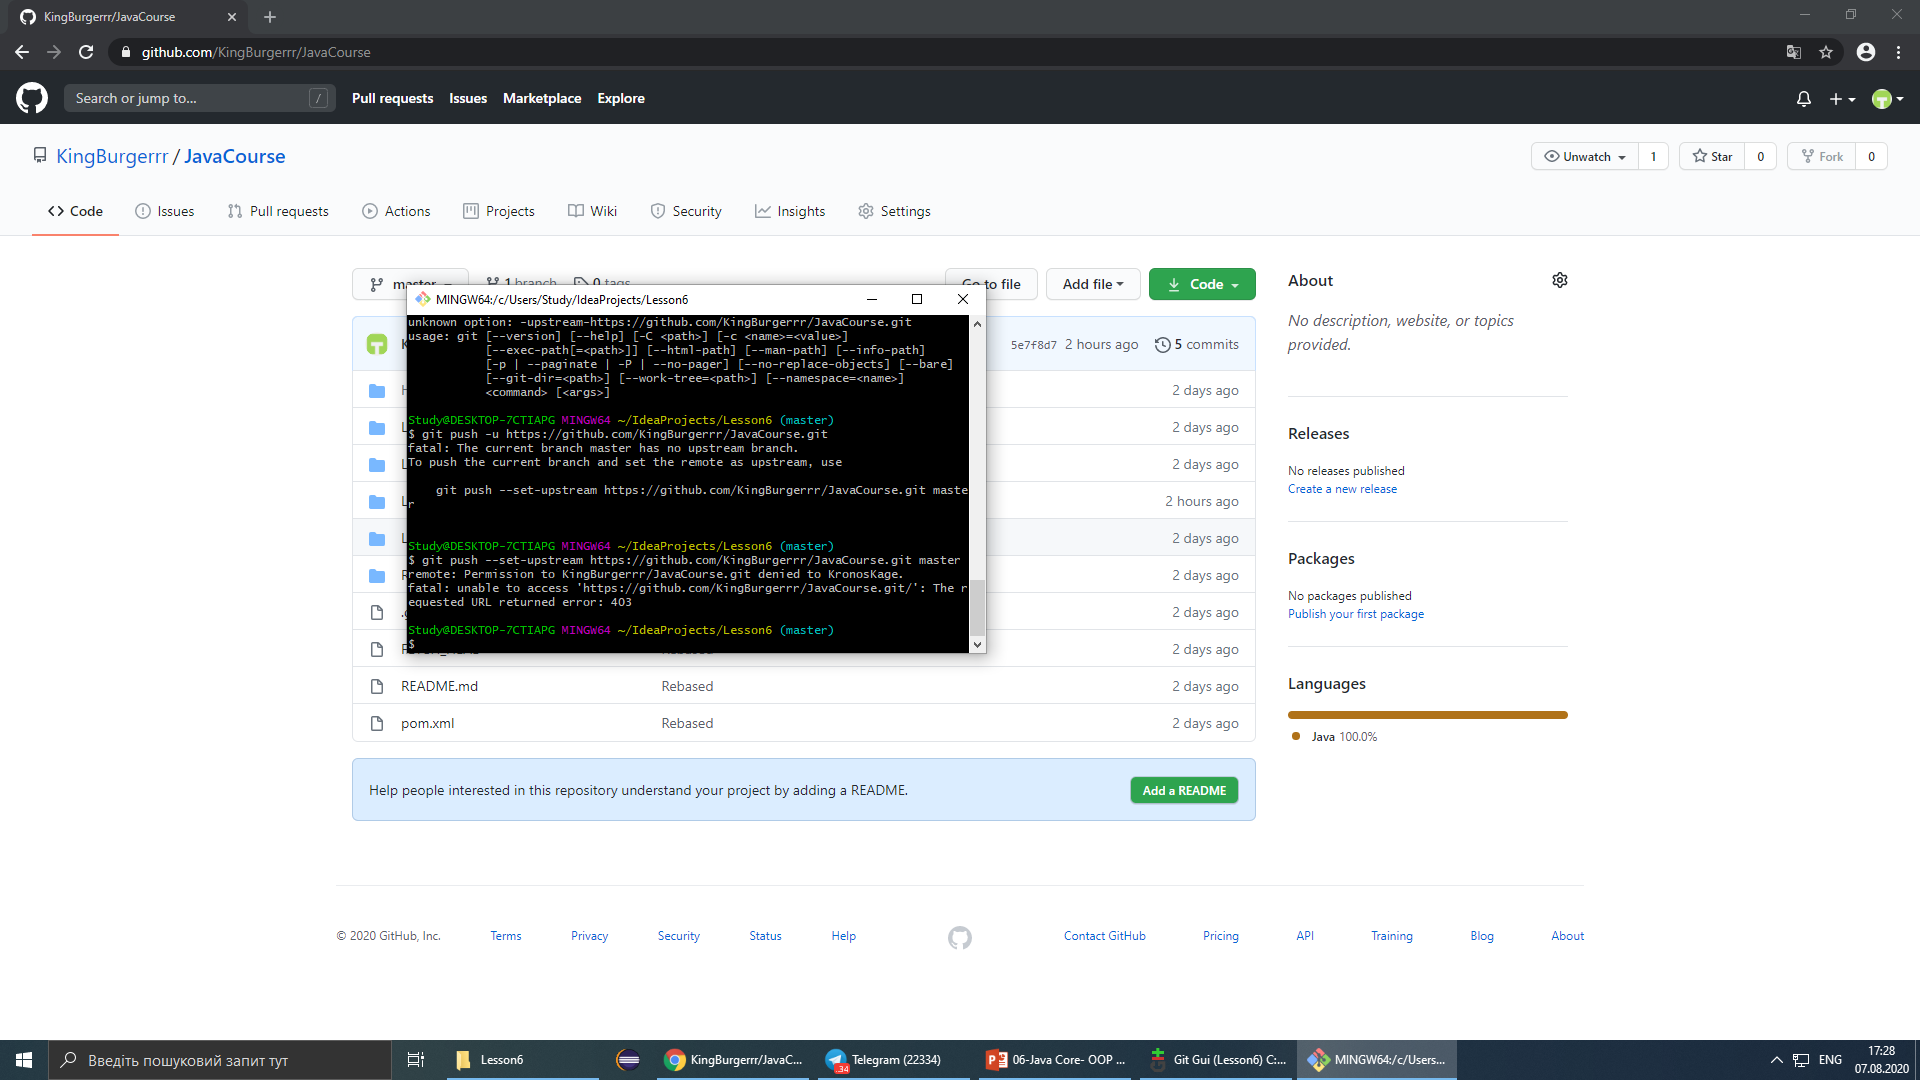 KingBurgerrr/JavaCourse
github.com/KingBurgerrr/JavaCourse
Search or jump to... /
Pull requests Issues Marketplace Explore
KingBurgerrr / JavaCourse
Unwatch 1 Star 0 Fork 0
Code Issues Pull requests Actions Projects Wiki Security Insights Settings
master 1 branch 0 tags Go to file Add file Code
5e7f8d7 2 hours ago 5 commits
2 days ago
2 days ago
2 days ago
2 hours ago
2 days ago
2 days ago
2 days ago
2 days ago
README.md Rebased 2 days ago
pom.xml Rebased 2 days ago
Help people interested in this repository understand your project by adding a README. Add a README
MINGW64:/c/Users/Study/IdeaProjects/Lesson6
unknown option: -upstream-https://github.com/KingBurgerrr/JavaCourse.git
usage: git [--version] [--help] [-C <path>] [-c <name>=<value>]
[--exec-path[=<path>]] [--html-path] [--man-path] [--info-path]
[-p | --paginate | -P | --no-pager] [--no-replace-objects] [--bare]
[--git-dir=<path>] [--work-tree=<path>] [--namespace=<name>]
<command> [<args>]
Study@DESKTOP-7CTIAPG MINGW64 ~/IdeaProjects/Lesson6 (master)
$ git push -u https://github.com/KingBurgerrr/JavaCourse.git
fatal: The current branch master has no upstream branch.
To push the current branch and set the remote as upstream, use
git push --set-upstream https://github.com/KingBurgerrr/JavaCourse.git maste
r
Study@DESKTOP-7CTIAPG MINGW64 ~/IdeaProjects/Lesson6 (master)
$ git push --set-upstream https://github.com/KingBurgerrr/JavaCourse.git master
remote: Permission to KingBurgerrr/JavaCourse.git denied to KronosKage.
fatal: unable to access 'https://github.com/KingBurgerrr/JavaCourse.git/': The r
equested URL returned error: 403
Study@DESKTOP-7CTIAPG MINGW64 ~/IdeaProjects/Lesson6 (master)
$
About
No description, website, or topics
provided.
Releases
No releases published
Create a new release
Packages
No packages published
Publish your first package
Languages
Java 100.0%
© 2020 GitHub, Inc. Terms Privacy Security Status Help Contact GitHub Pricing API Training Blog About
Введіть пошуковий запит тут
Lesson6
KingBurgerrr/JavaC...
Telegram (22334)
.34
06-Java Core- OOP ...
Git Gui (Lesson6) C:...
MINGW64:/c/Users...
ENG
17:28
07.08.2020